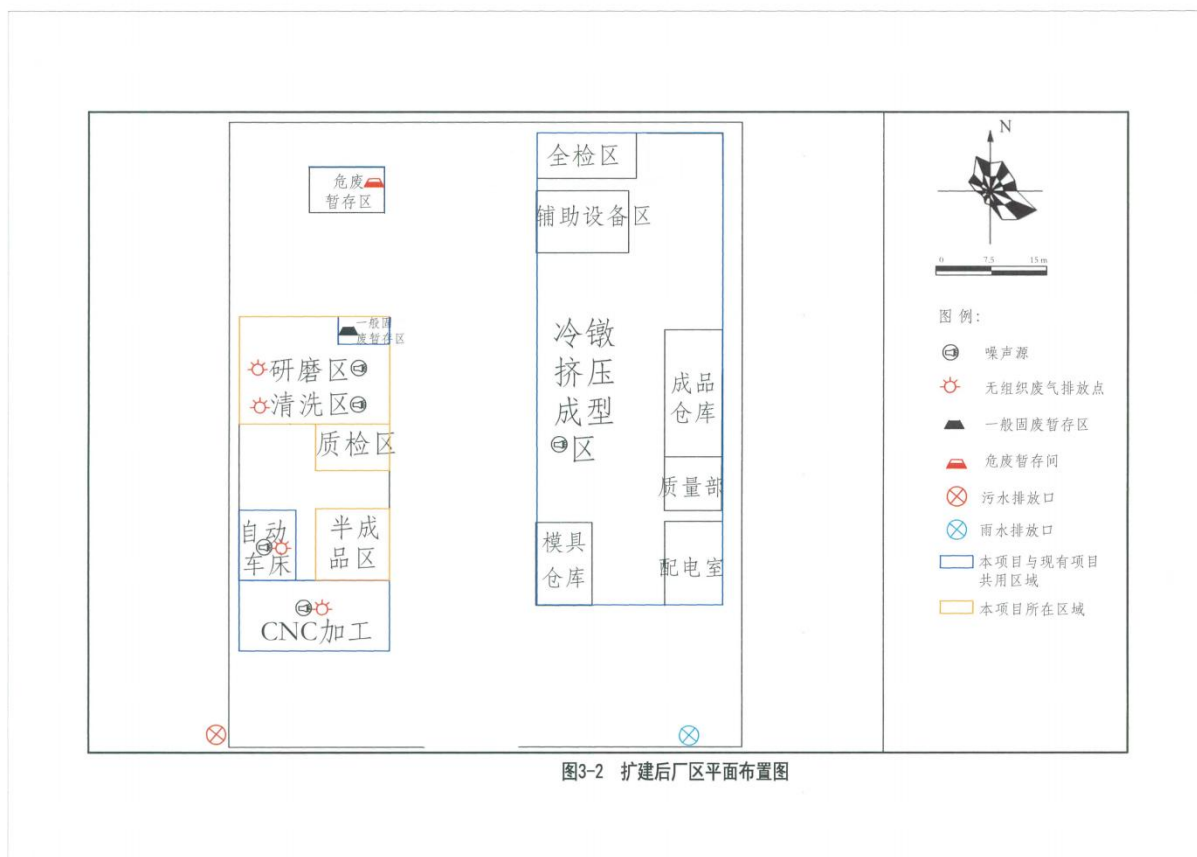 危废
暂存区
一般固
废暂存区
研磨区
清洗区
质检区
自动
车床
半成
品区
CNC加工
全检区
辅助设备区
冷镦
挤压
成型
区
成品
仓库
质量部
模具
仓库
配电室
N
0 7.5 15 m
图 例:
噪声源
无组织废气排放点
一般固废暂存区
危废暂存间
污水排放口
雨水排放口
本项目与现有项目
共用区域
本项目所在区域
图3-2 扩建后厂区平面布置图